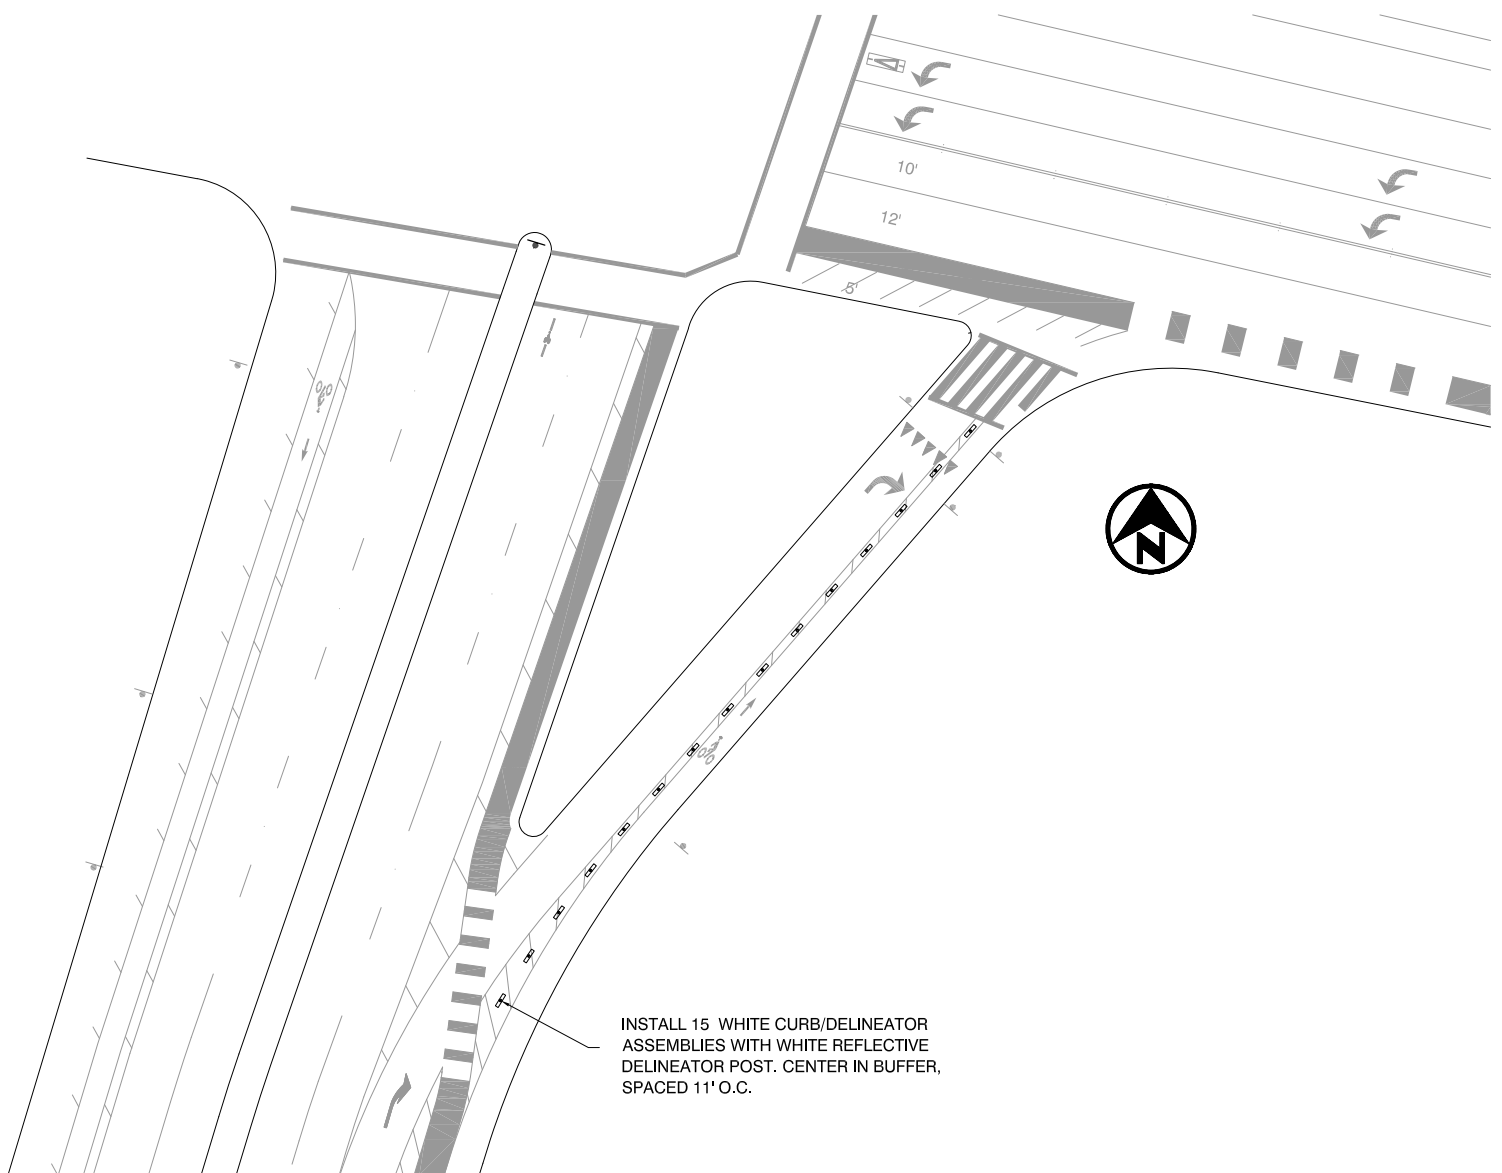 10'
12'
5'
N
INSTALL 15 WHITE CURB/DELINEATOR
ASSEMBLIES WITH WHITE REFLECTIVE
DELINEATOR POST. CENTER IN BUFFER,
SPACED 11' O.C.